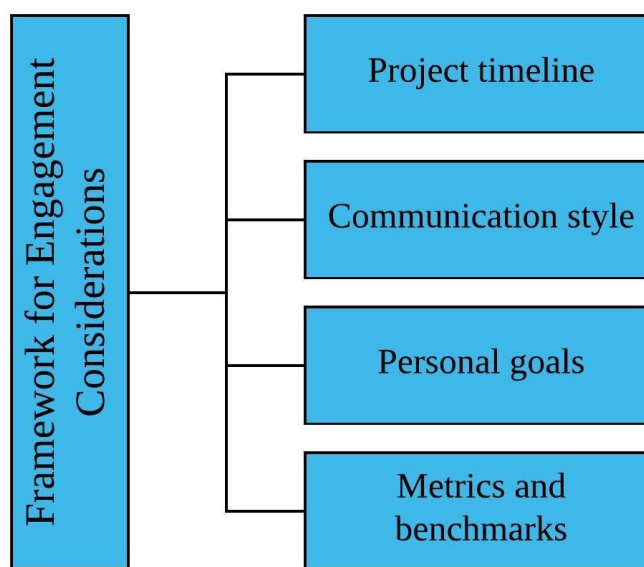 Framework for Engagement
Considerations
Project timeline
Communication style
Personal goals
Metrics and
benchmarks